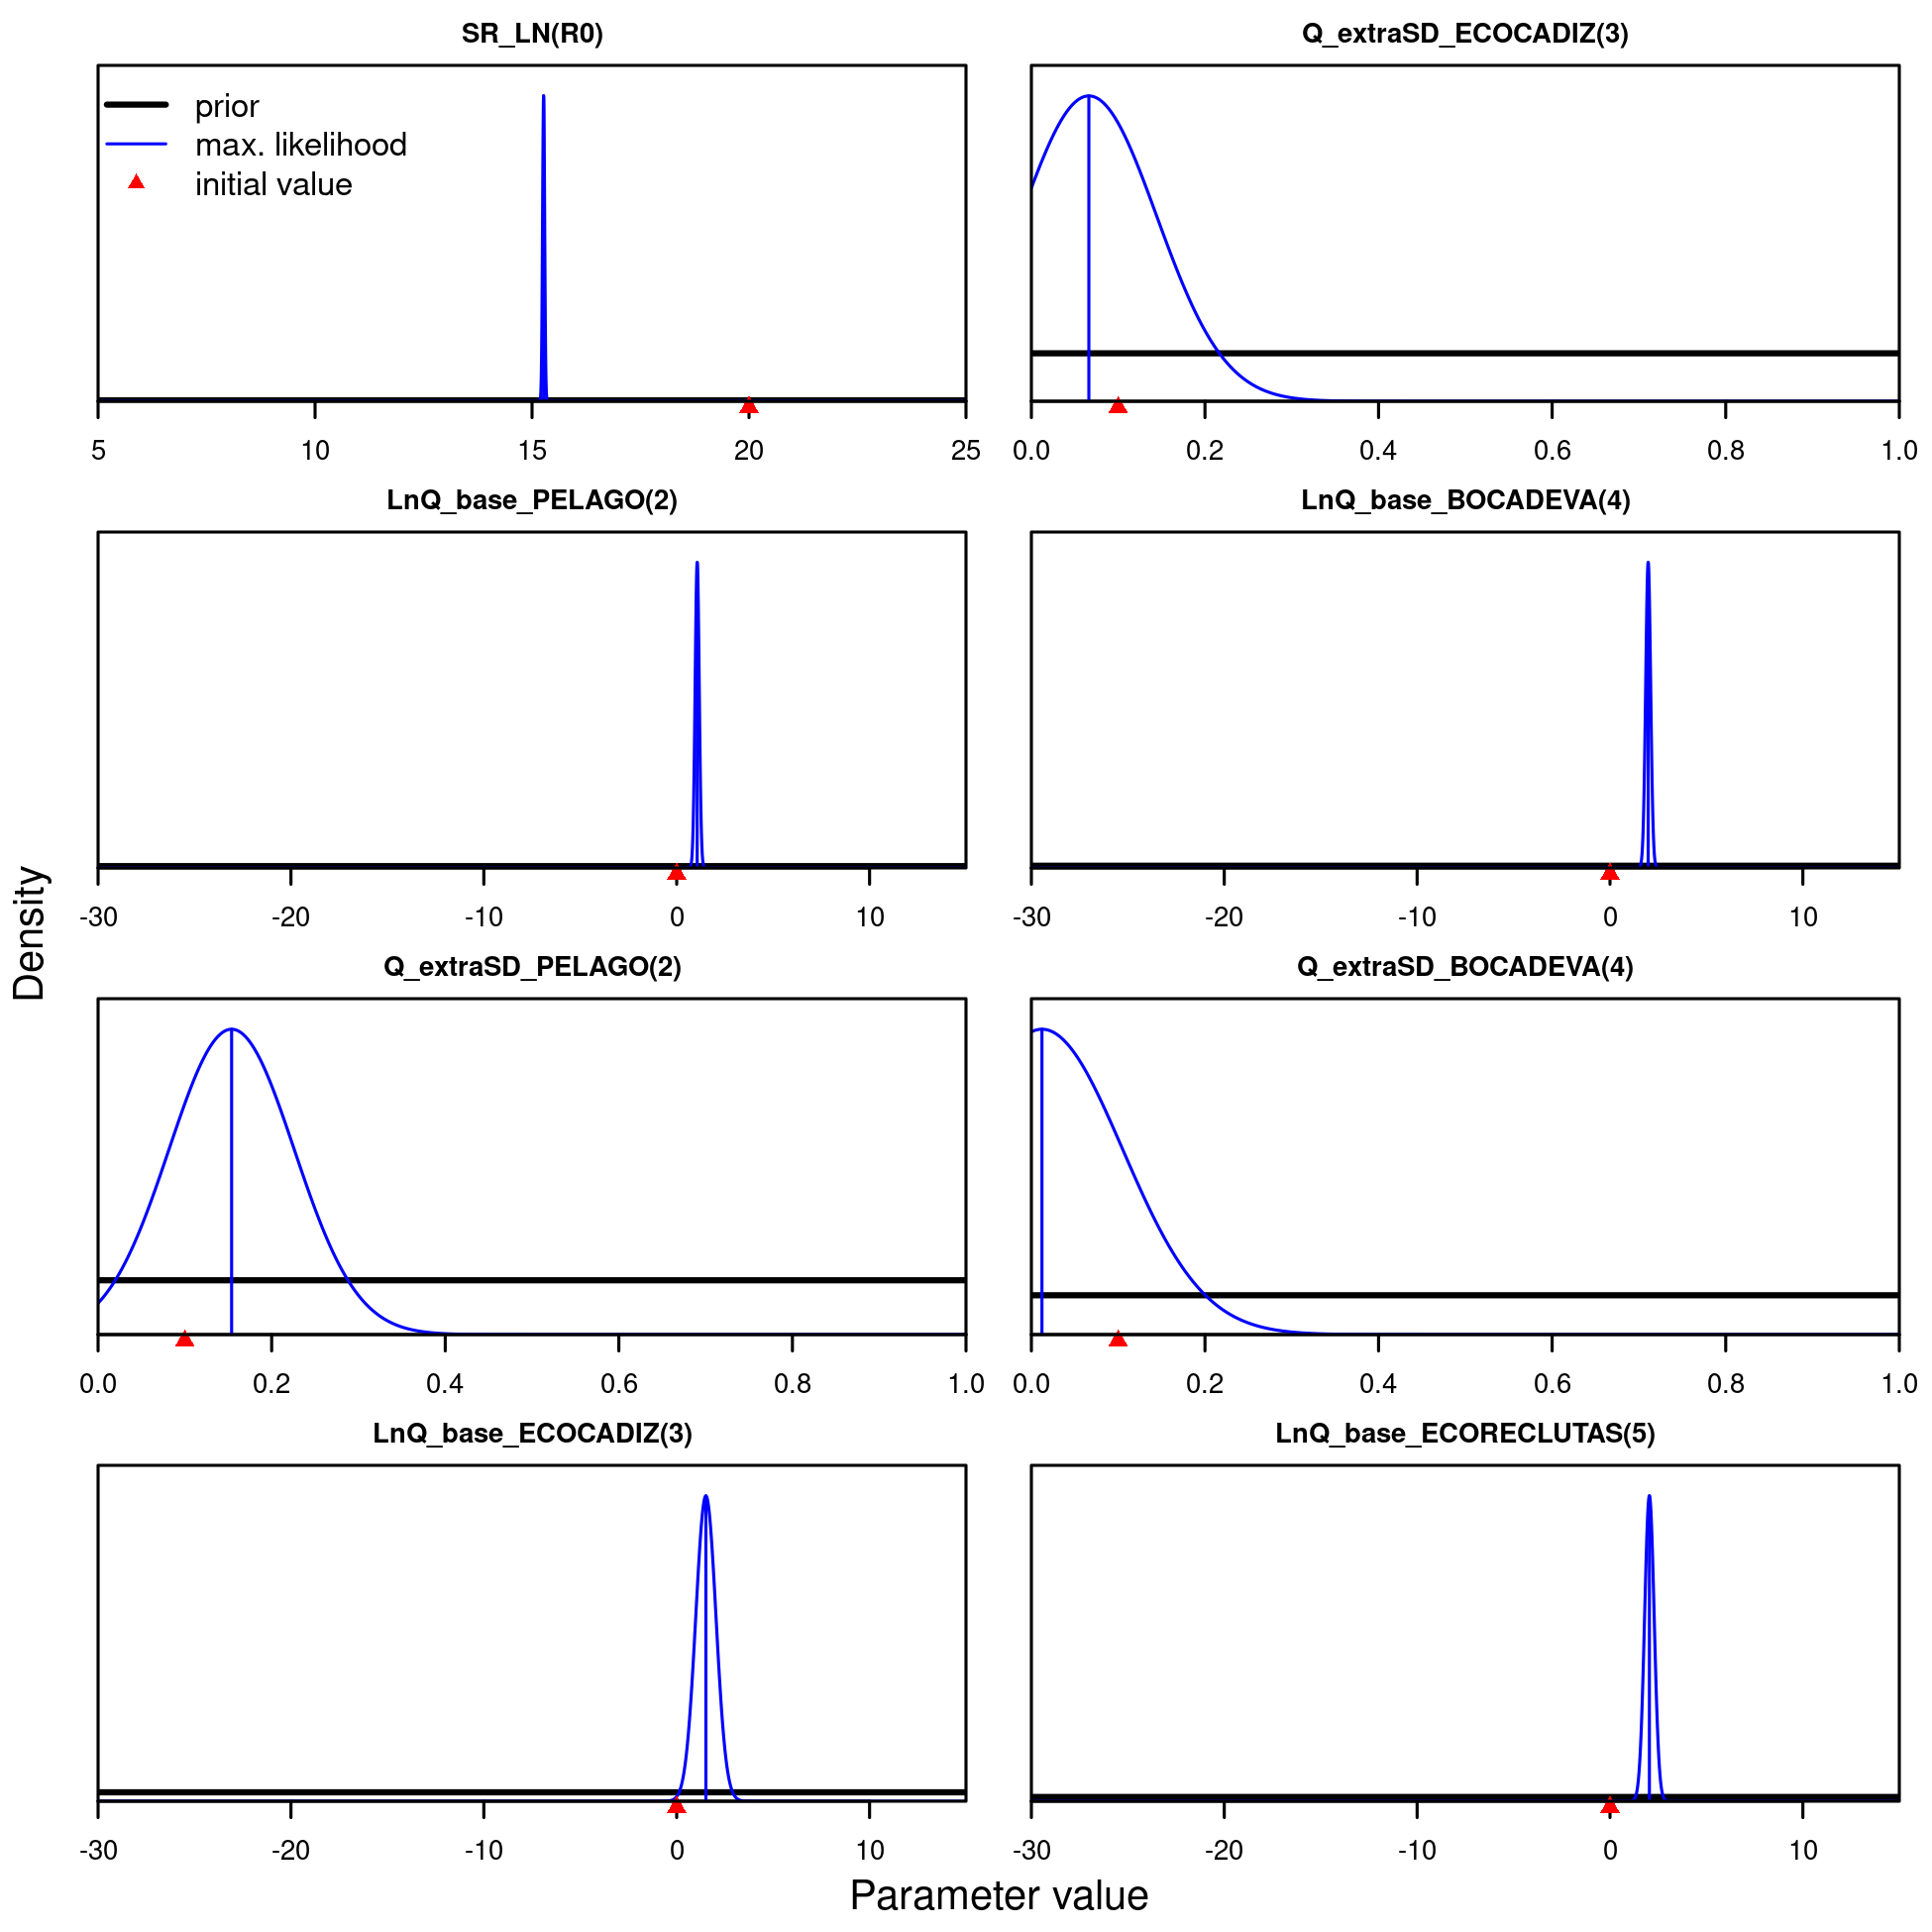 SR_LN(R0)
prior
max. likelihood
initial value
5 10 15 20 25
Q_extraSD_ECOCADIZ(3)
0.0 0.2 0.4 0.6 0.8 1.0
LnQ_base_PELAGO(2)
-30 -20 -10 0 10
LnQ_base_BOCADEVA(4)
-30 -20 -10 0 10
Density
Q_extraSD_PELAGO(2)
0.0 0.2 0.4 0.6 0.8 1.0
Q_extraSD_BOCADEVA(4)
0.0 0.2 0.4 0.6 0.8 1.0
LnQ_base_ECOCADIZ(3)
-30 -20 -10 0 10
LnQ_base_ECORECLUTAS(5)
-30 -20 -10 0 10
Parameter value